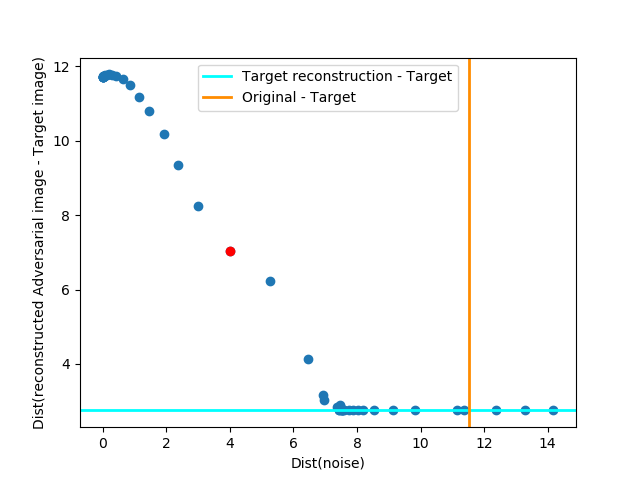 Target reconstruction - Target
Original - Target
Dist(reconstructed Adversarial image - Target image)
12
10
8
6
4
0 2 4 6 8 10 12 14
Dist(noise)